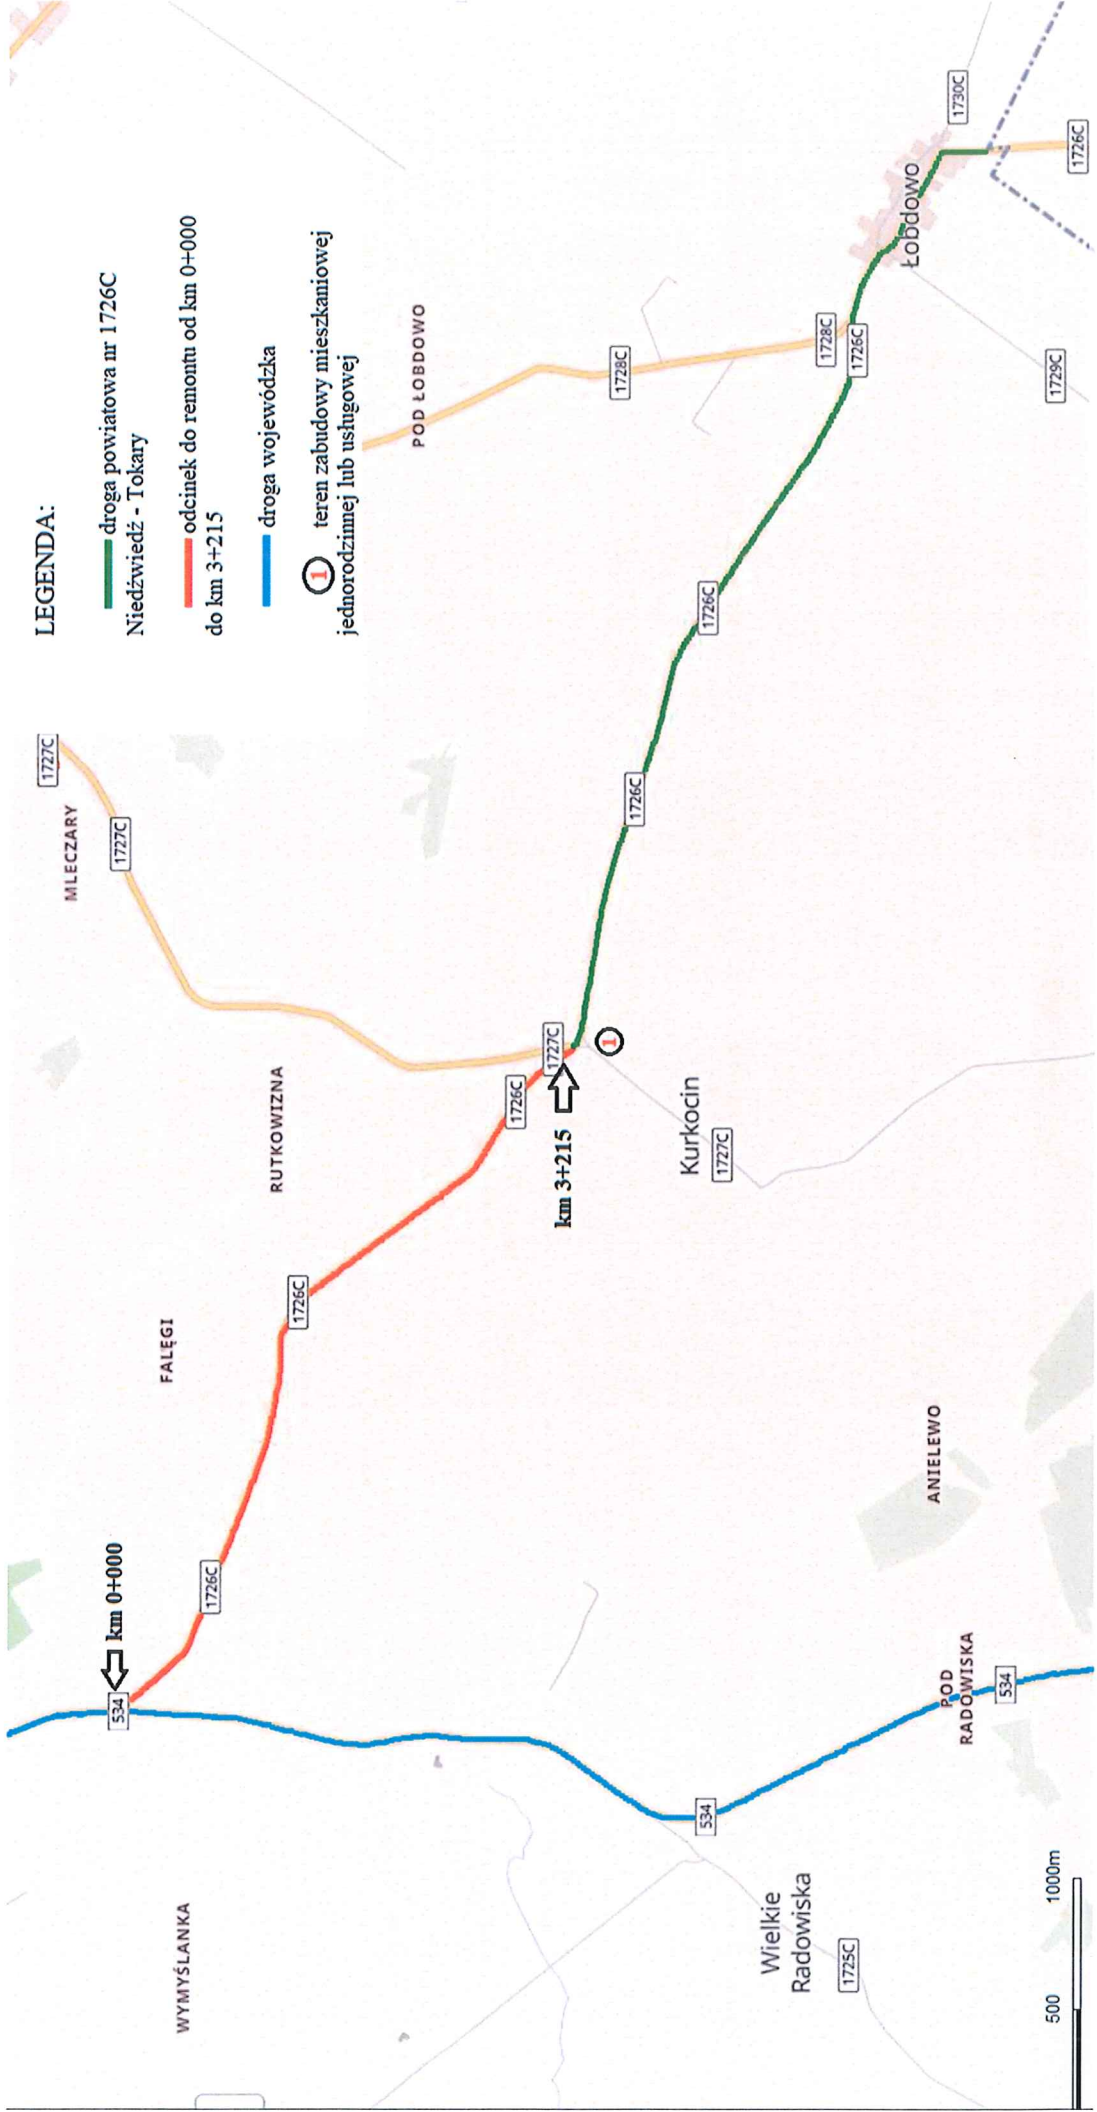 LEGENDA:
droga powiatowa nr 1726C
Niedźwiedź - Tokary
odcinek do remontu od km 0+000
do km 3+215
droga wojewódzka
1 teren zabudowy mieszkaniowej
jednorodzinnej lub usługowej
WYMYŚLANKA
534
km 0+000
1726C
FALĘGI
1726C
RUTKOWIZNA
MLECZARY
1727C
1727C
1726C
1727C
km 3+215
1
Kurkocin
1727C
1726C
1726C
POD ŁOBDOWO
1728C
1728C
1726C
Łobdowo
1730C
1726C
1729C
Wielkie
Radowiska
1725C
534
POD
RADOWISKA
534
ANIELEWO
500
1000m